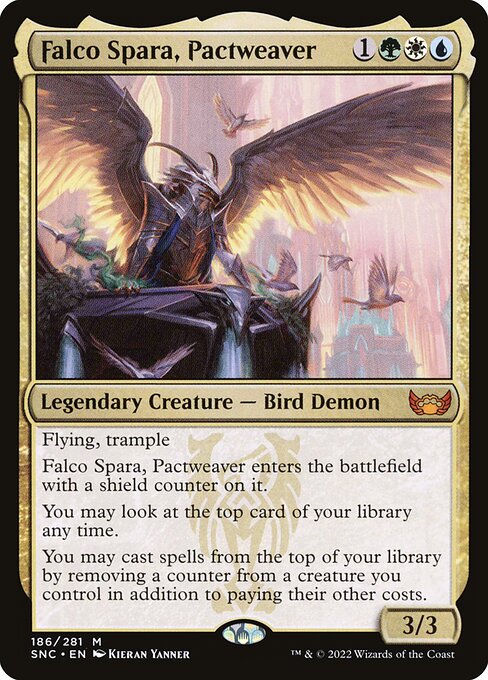 Falco Spara, Pactweaver 1
Legendary Creature — Bird Demon
Flying, trample
Falco Spara, Pactweaver enters the battlefield
with a shield counter on it.
You may look at the top card of your library
any time.
You may cast spells from the top of your library
by removing a counter from a creature you
control in addition to paying their other costs.
3/3
186/281 M
SNC • EN Kieran Yanner
™ & © 2022 Wizards of the Coast